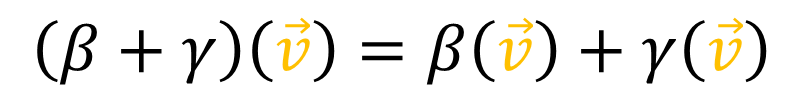 (β + γ)(v⃗) = β(v⃗) + γ(v⃗)